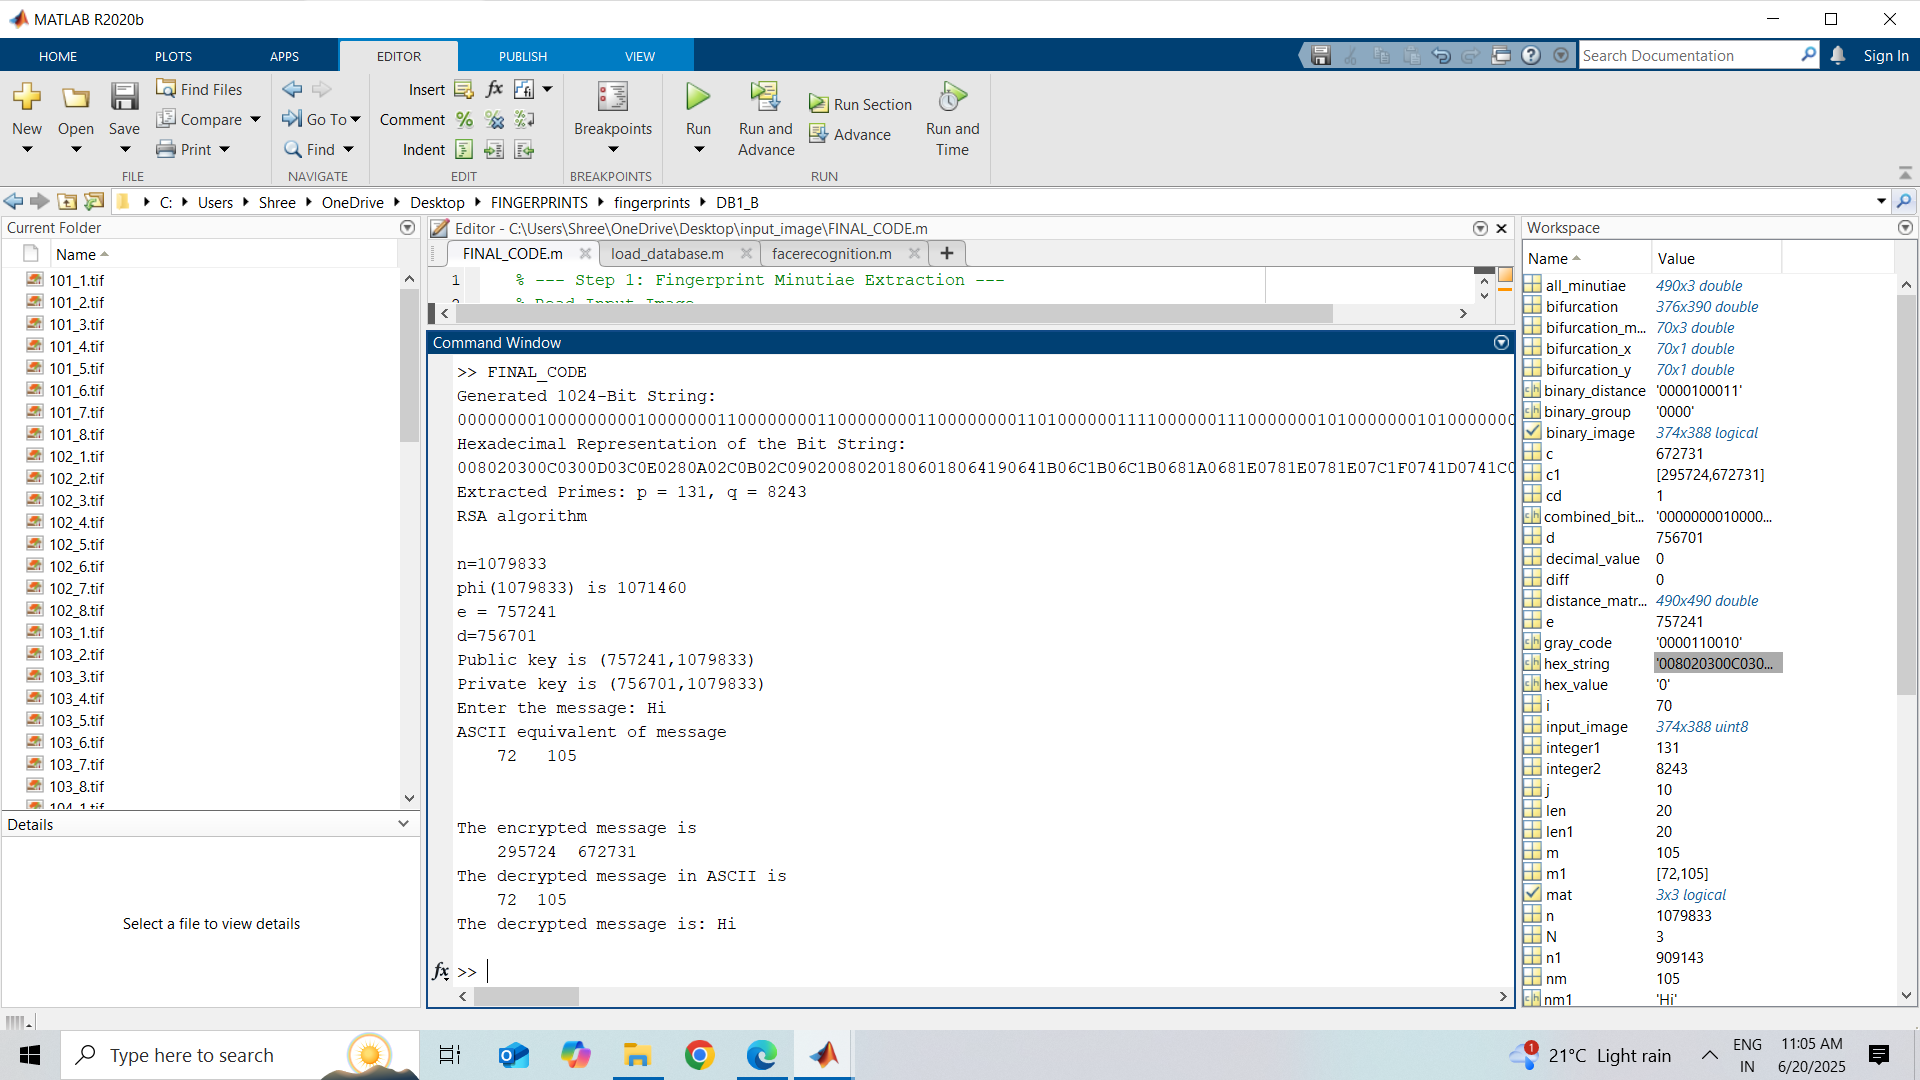 MATLAB R2020b
HOME PLOTS APPS EDITOR PUBLISH VIEW
Search Documentation
Sign In
New Open Save
Find Files
Compare
Print
FILE
Go To
Find
NAVIGATE
Insert fx
Comment
Indent
EDIT
Breakpoints
BREAKPOINTS
Run
Run and Advance
Run Section
Advance
Run and Time
RUN
C: Users Shree OneDrive Desktop FINGERPRINTS fingerprints DB1_B
Current Folder
Name
101_1.tif
101_2.tif
101_3.tif
101_4.tif
101_5.tif
101_6.tif
101_7.tif
101_8.tif
102_1.tif
102_2.tif
102_3.tif
102_4.tif
102_5.tif
102_6.tif
102_7.tif
102_8.tif
103_1.tif
103_2.tif
103_3.tif
103_4.tif
103_5.tif
103_6.tif
103_7.tif
103_8.tif
104_1.tif
Details
Select a file to view details
Editor - C:\Users\Shree\OneDrive\Desktop\input_image\FINAL_CODE.m
FINAL_CODE.m load_database.m facerecognition.m
1 % --- Step 1: Fingerprint Minutiae Extraction ---
2 % Read Input Image
Command Window
>> FINAL_CODE
Generated 1024-Bit String:
Hexadecimal Representation of the Bit String:
008020300C0300D03C0E0280A02C0B02C09020080201806018064190641B06C1B06C1B0681A0681E0781E0781E07C1F0741D0741C0
Extracted Primes: p = 131, q = 8243
RSA algorithm
n=1079833
phi(1079833) is 1071460
e = 757241
d=756701
Public key is (757241,1079833)
Private key is (756701,1079833)
Enter the message: Hi
ASCII equivalent of message
72 105
The encrypted message is
295724 672731
The decrypted message in ASCII is
72 105
The decrypted message is: Hi
fx >>
Workspace
Name Value
all_minutiae 490x3 double
bifurcation 376x390 double
bifurcation_m... 70x3 double
bifurcation_x 70x1 double
bifurcation_y 70x1 double
binary_distance '0000100011'
binary_group '0000'
binary_image 374x388 logical
c 672731
c1 [295724,672731]
cd 1
combined_bit... '0000000010000...
d 756701
decimal_value 0
diff 0
distance_matr... 490x490 double
e 757241
gray_code '0000110010'
hex_string '008020300C030...
hex_value '0'
i 70
input_image 374x388 uint8
integer1 131
integer2 8243
j 10
len 20
len1 20
m 105
m1 [72,105]
mat 3x3 logical
n 1079833
N 3
n1 909143
nm 105
nm1 'Hi'
Type here to search
1
21°C Light rain
ENG
IN
11:05 AM
6/20/2025